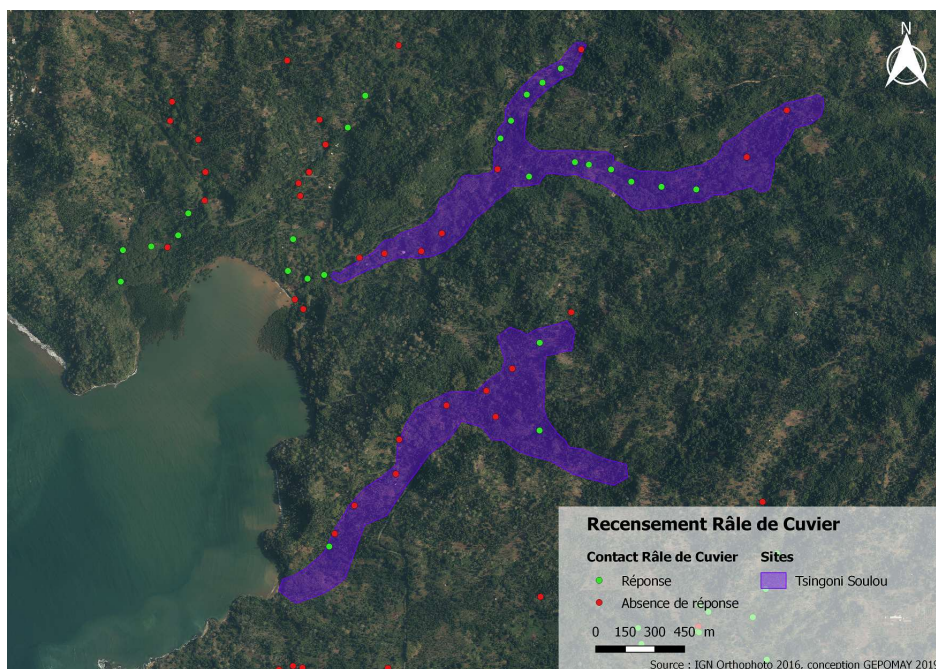 N
Recensement Râle de Cuvier
Contact Râle de Cuvier Sites
Réponse Tsingoni Soulou
Absence de réponse
0 150 300 450 m
Source : IGN Orthophoto 2016, conception GEPOMAY